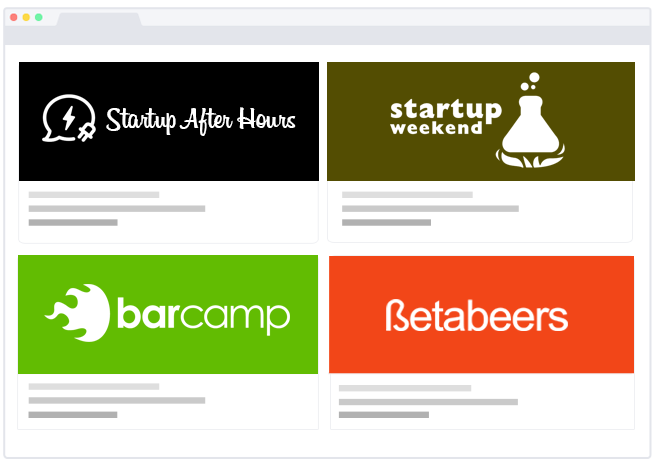 Startup After Hours
startup
weekend
barcamp
ßetabeers